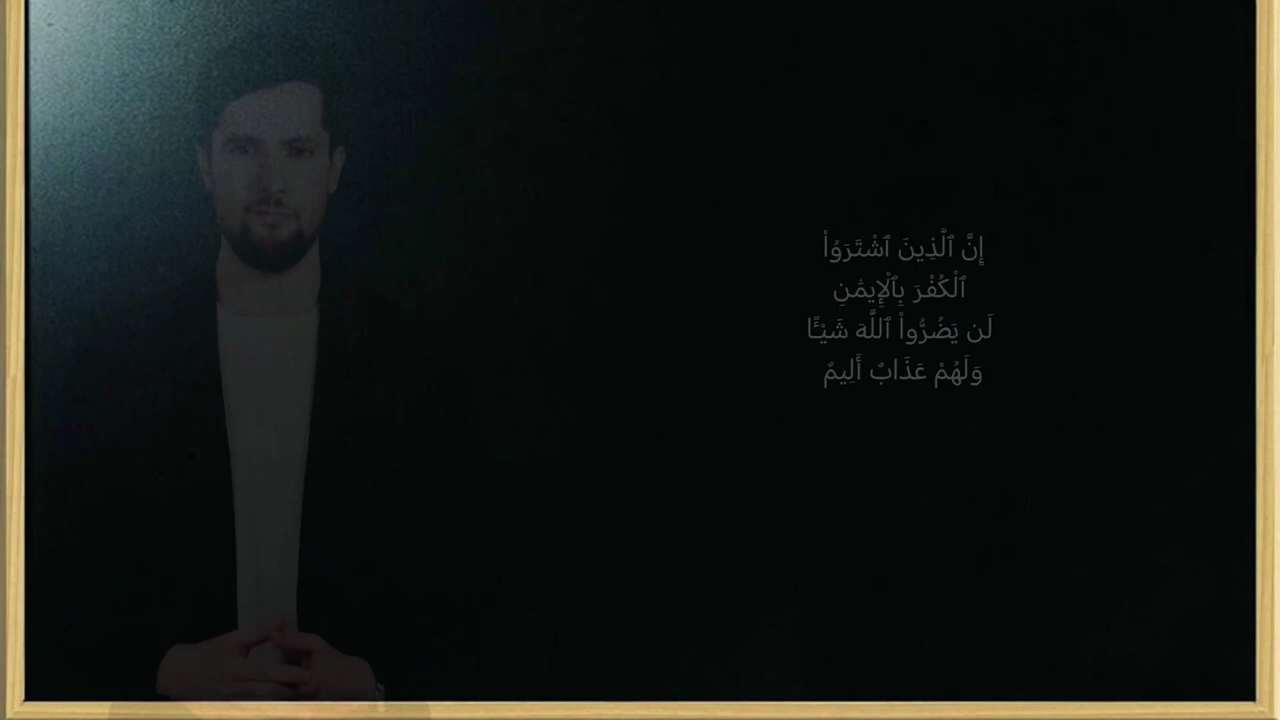 إِنَّ ٱلَّذِينَ ٱشْتَرَوُا۟
ٱلْكُفْرَ بِٱلْإِيمَٰنِ
لَن يَضُرُّوا۟ ٱللَّهَ شَيْـًٔا
وَلَهُمْ عَذَابٌ أَلِيمٌ